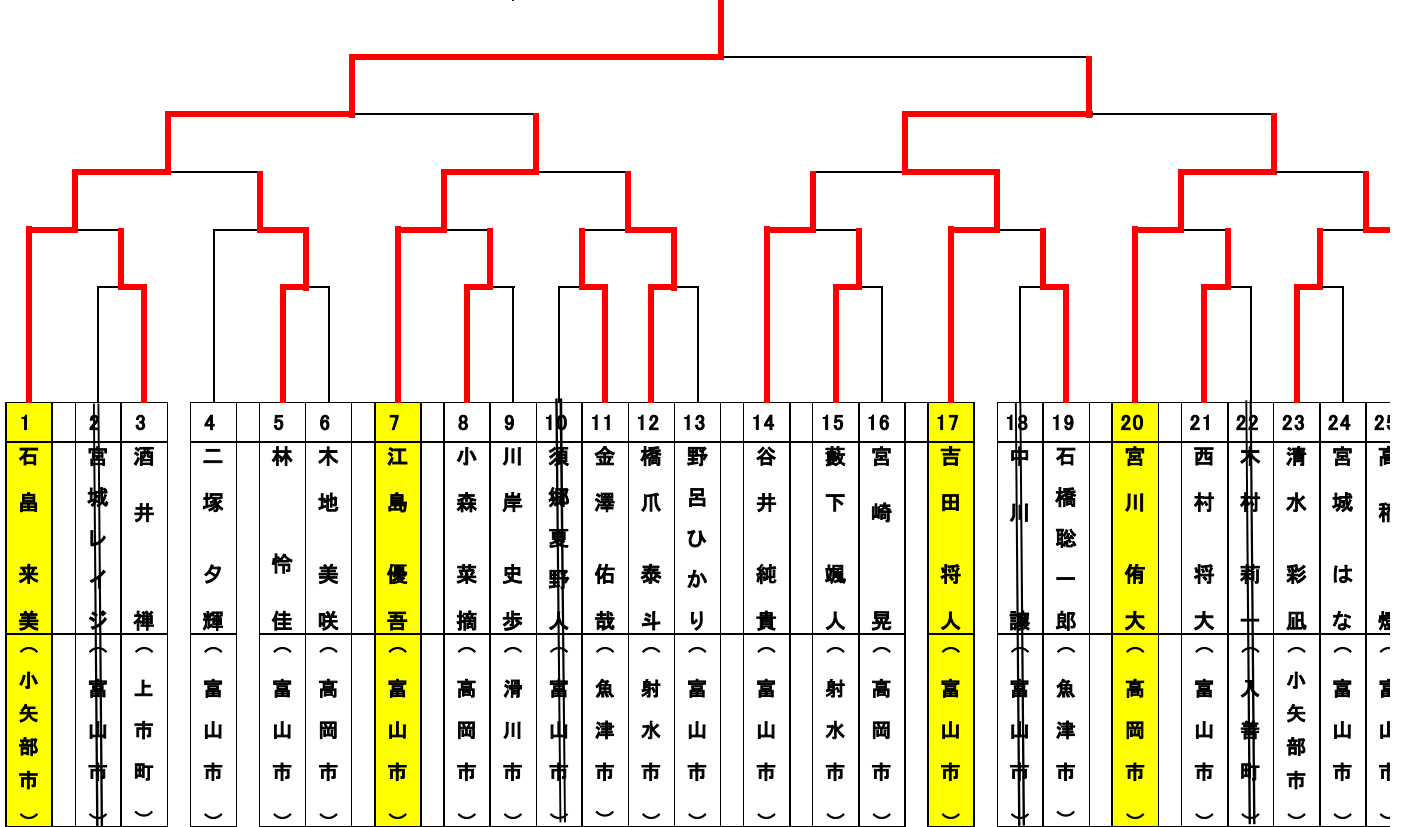 1
石畠来美
(小矢部市)
2
宮城レイジ
(富山市)
3
酒井禅
(上市町)
4
二塚夕輝
(富山市)
5
林怜佳
(富山市)
6
木地美咲
(高岡市)
7
江島優吾
(富山市)
8
小森菜摘
(高岡市)
9
川岸史歩
(滑川市)
10
須郷夏野人
(富山市)
11
金澤佑哉
(魚津市)
12
橋爪泰斗
(射水市)
13
野呂ひかり
(富山市)
14
谷井純貴
(富山市)
15
藪下颯人
(射水市)
16
宮崎晃
(高岡市)
17
吉田将人
(富山市)
18
中川譲
(富山市)
19
石橋聡一郎
(魚津市)
20
宮川侑大
(高岡市)
21
西村将大
(富山市)
22
木村莉一
(入善町)
23
清水彩凪
(小矢部市)
24
宮城はな
(富山市)
25
(富山市)